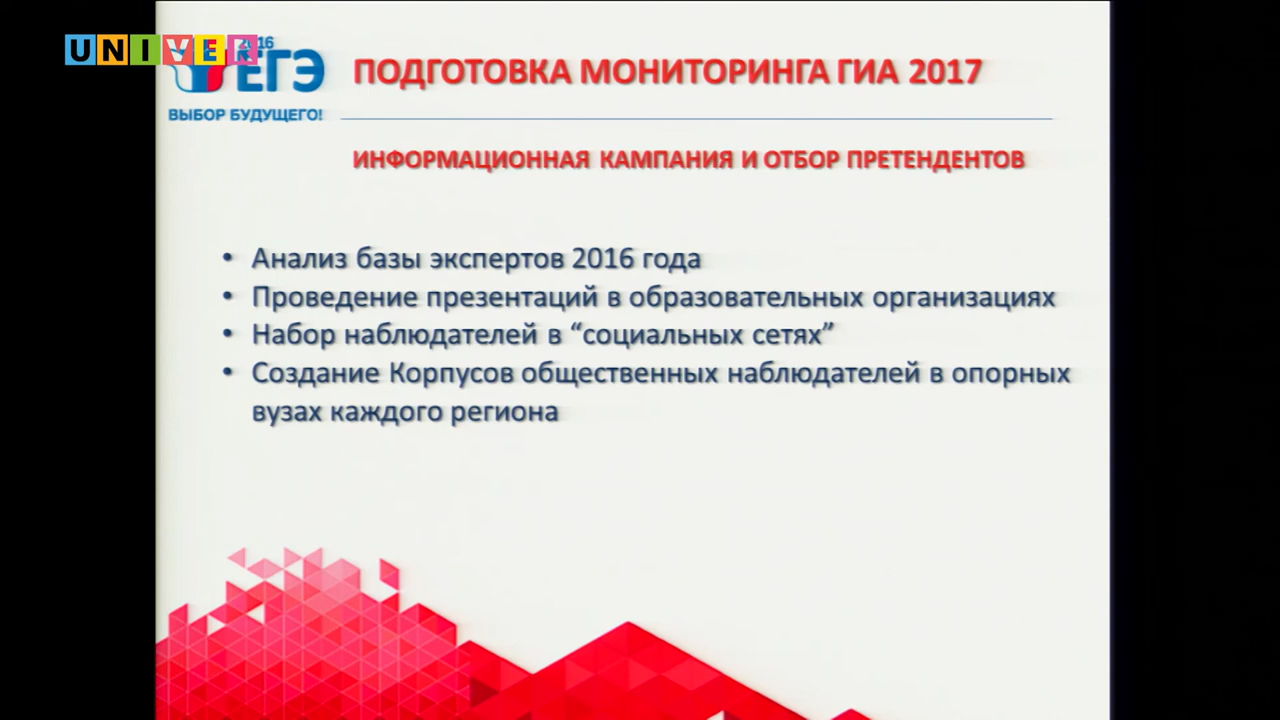 UNIVER
2016
ЕГЭ
ВЫБОР БУДУЩЕГО!
ПОДГОТОВКА МОНИТОРИНГА ГИА 2017
ИНФОРМАЦИОННАЯ КАМПАНИЯ И ОТБОР ПРЕТЕНДЕНТОВ
• Анализ базы экспертов 2016 года
• Проведение презентаций в образовательных организациях
• Набор наблюдателей в “социальных сетях”
• Создание Корпусов общественных наблюдателей в опорных
вузах каждого региона